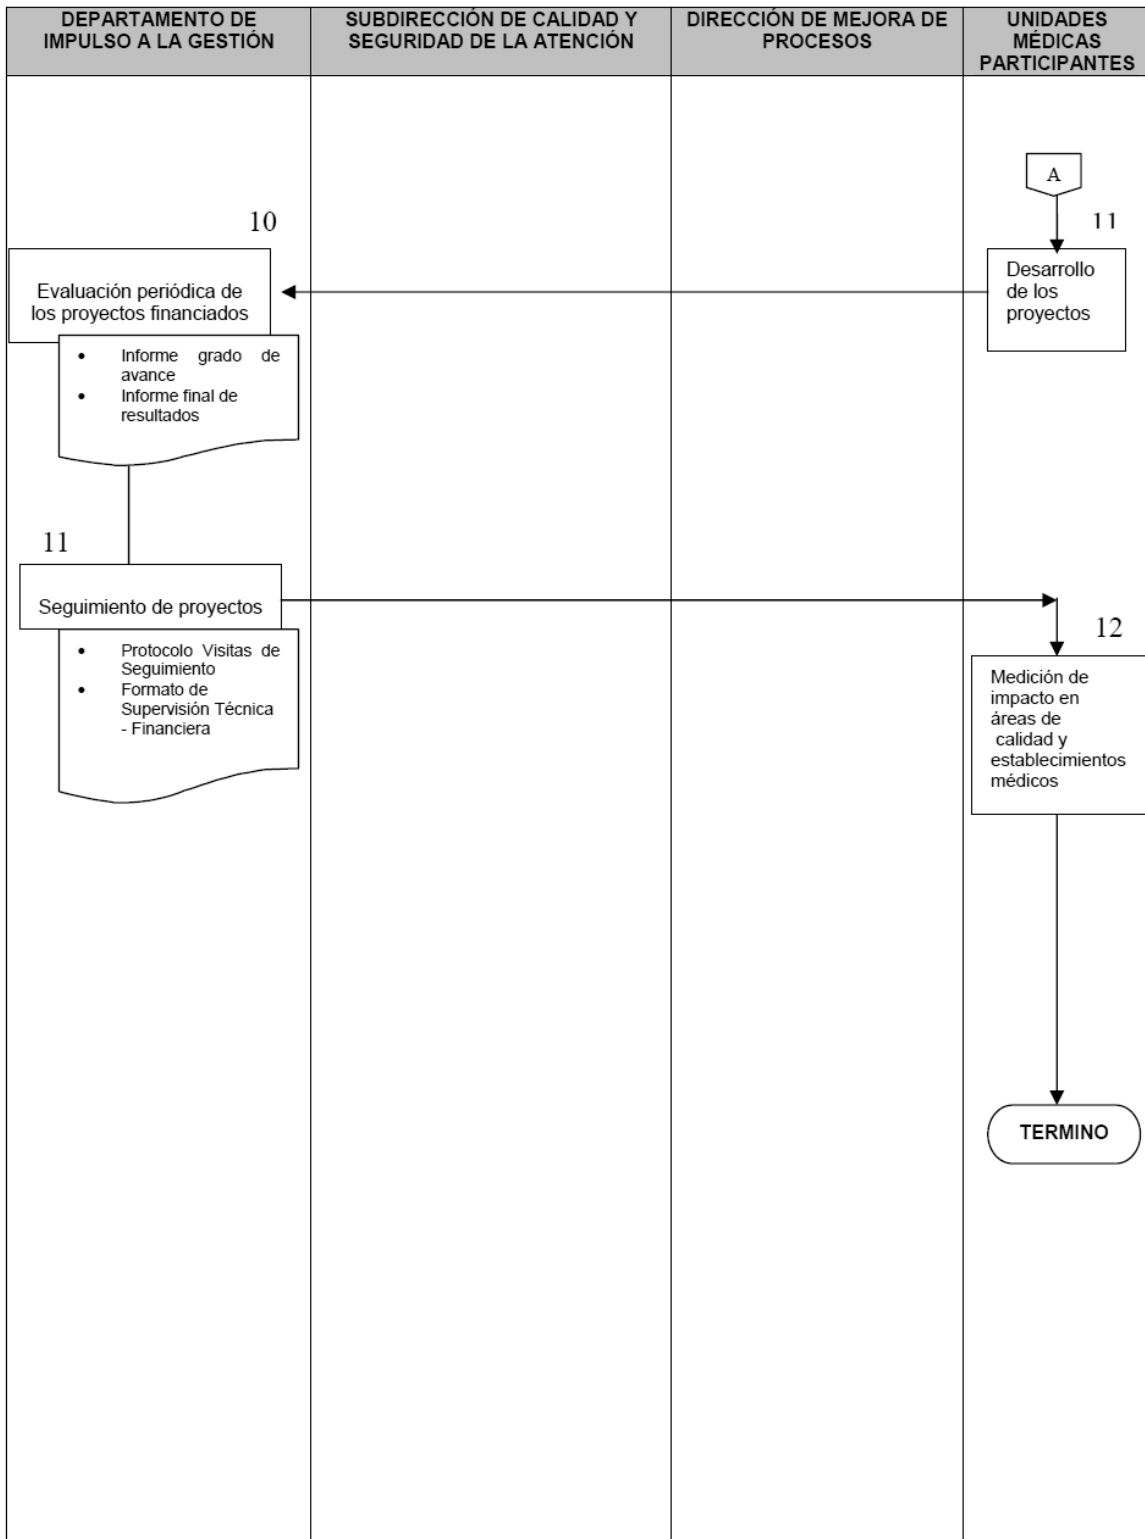 DEPARTAMENTO DE
IMPULSO A LA GESTIÓN
SUBDIRECCIÓN DE CALIDAD Y
SEGURIDAD DE LA ATENCIÓN
DIRECCIÓN DE MEJORA DE
PROCESOS
UNIDADES
MÉDICAS
PARTICIPANTES
A
11
Desarrollo
de los
proyectos
10
Evaluación periódica de
los proyectos financiados
• Informe grado de
avance
• Informe final de
resultados
11
Seguimiento de proyectos
• Protocolo Visitas de
Seguimiento
• Formato de
Supervisión Técnica
- Financiera
12
Medición de
impacto en
áreas de
calidad y
establecimientos
médicos
TERMINO